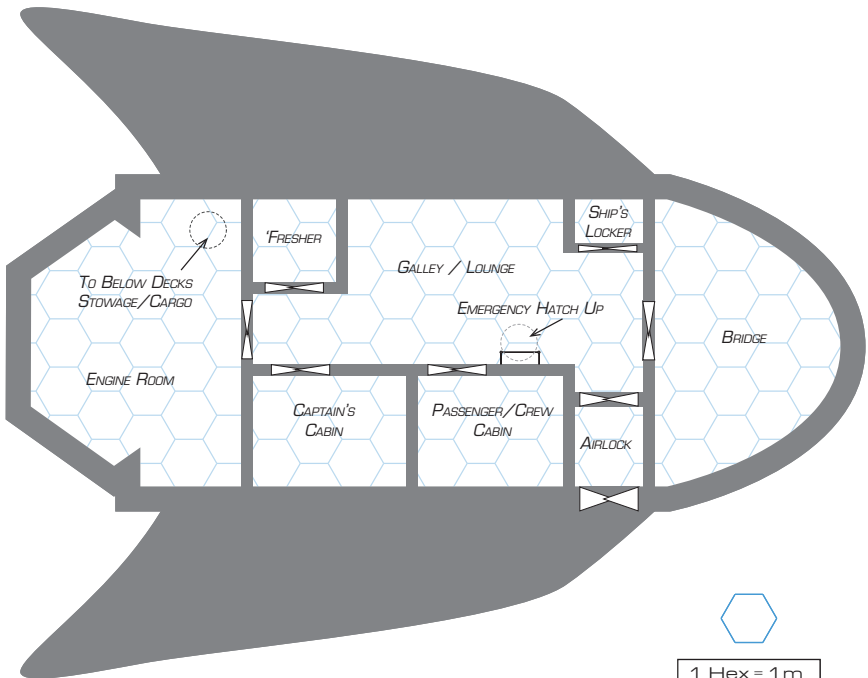 Ship's
Locker
'Fresher
Galley / Lounge
To Below Decks
Stowage/Cargo
Emergency Hatch Up
Bridge
Engine Room
Captain's
Cabin
Passenger/Crew
Cabin
Airlock
1 Hex = 1m